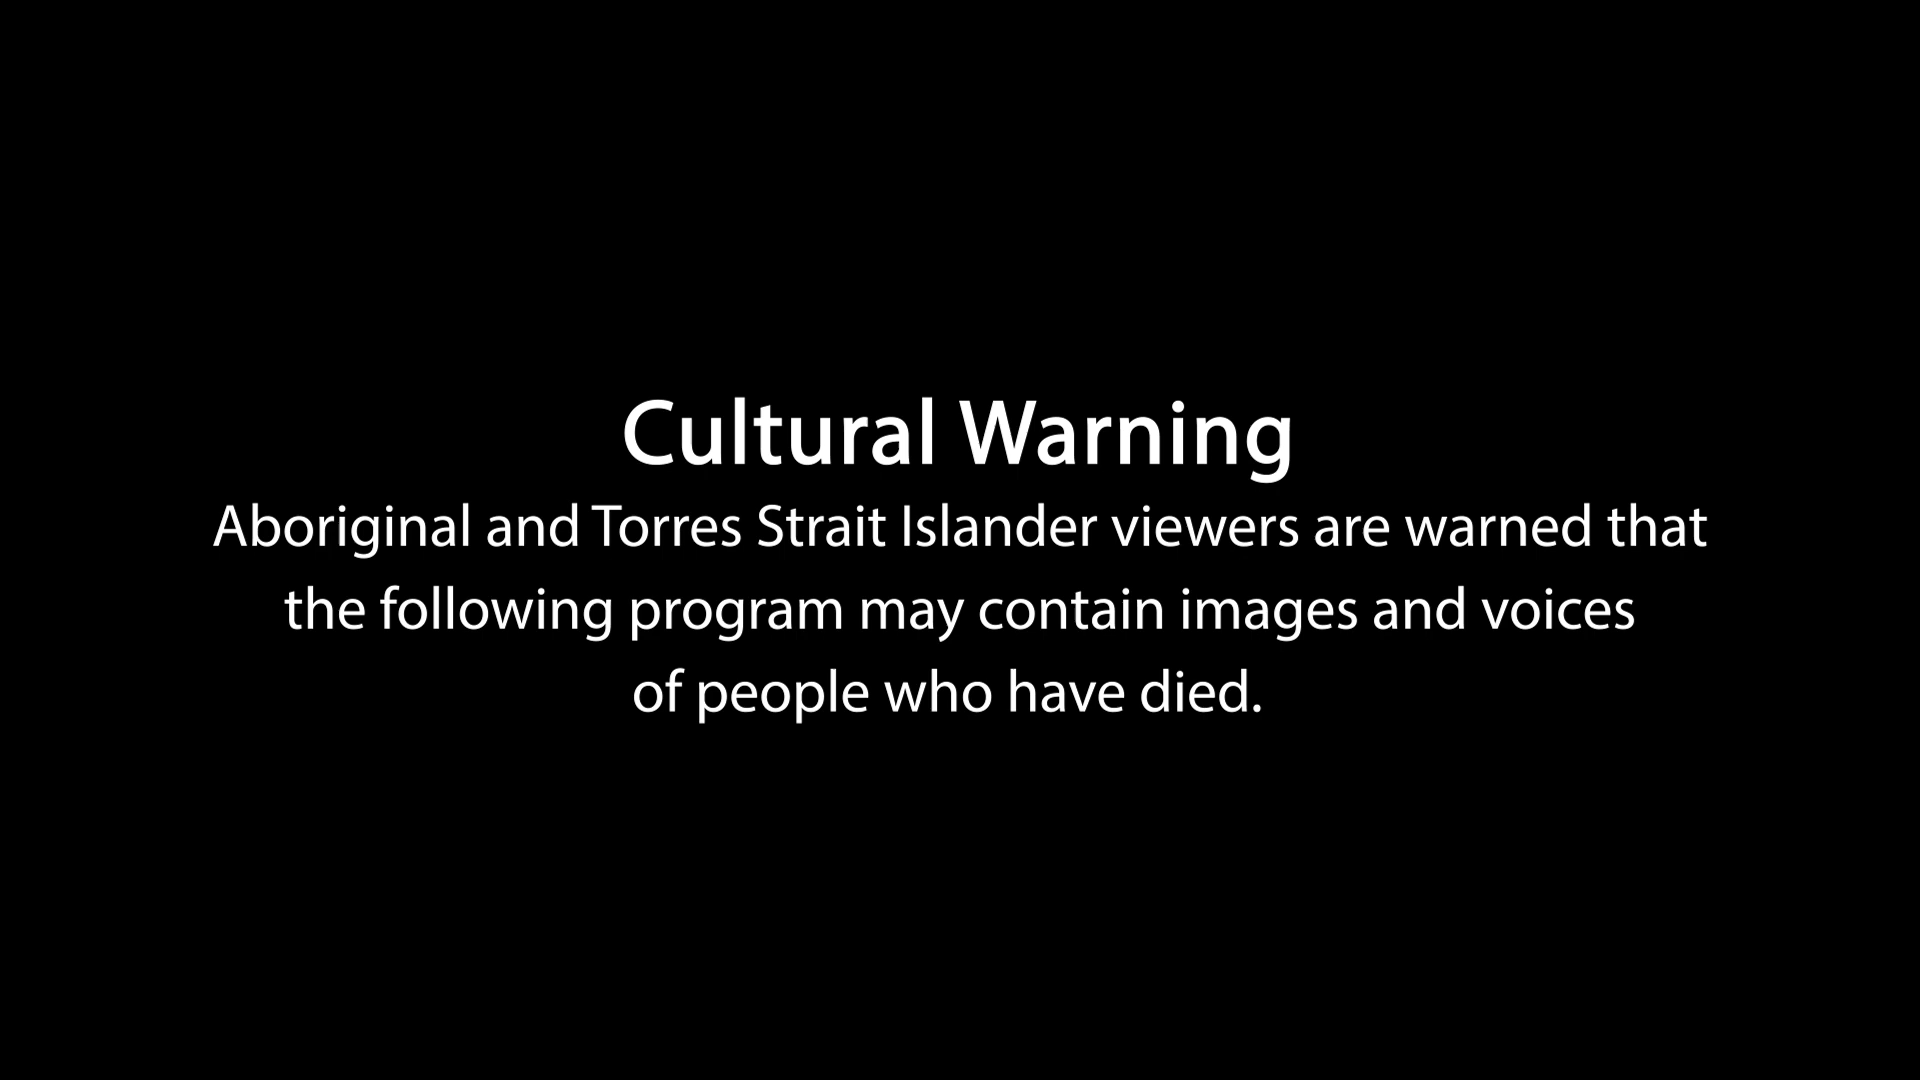 Cultural Warning
Aboriginal and Torres Strait Islander viewers are warned that
the following program may contain images and voices
of people who have died.